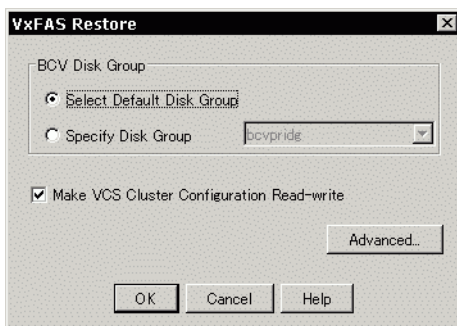 VxFAS Restore
BCV Disk Group
Select Default Disk Group
Specify Disk Group bcvpridg
Make VCS Cluster Configuration Read-write
Advanced...
OK Cancel Help